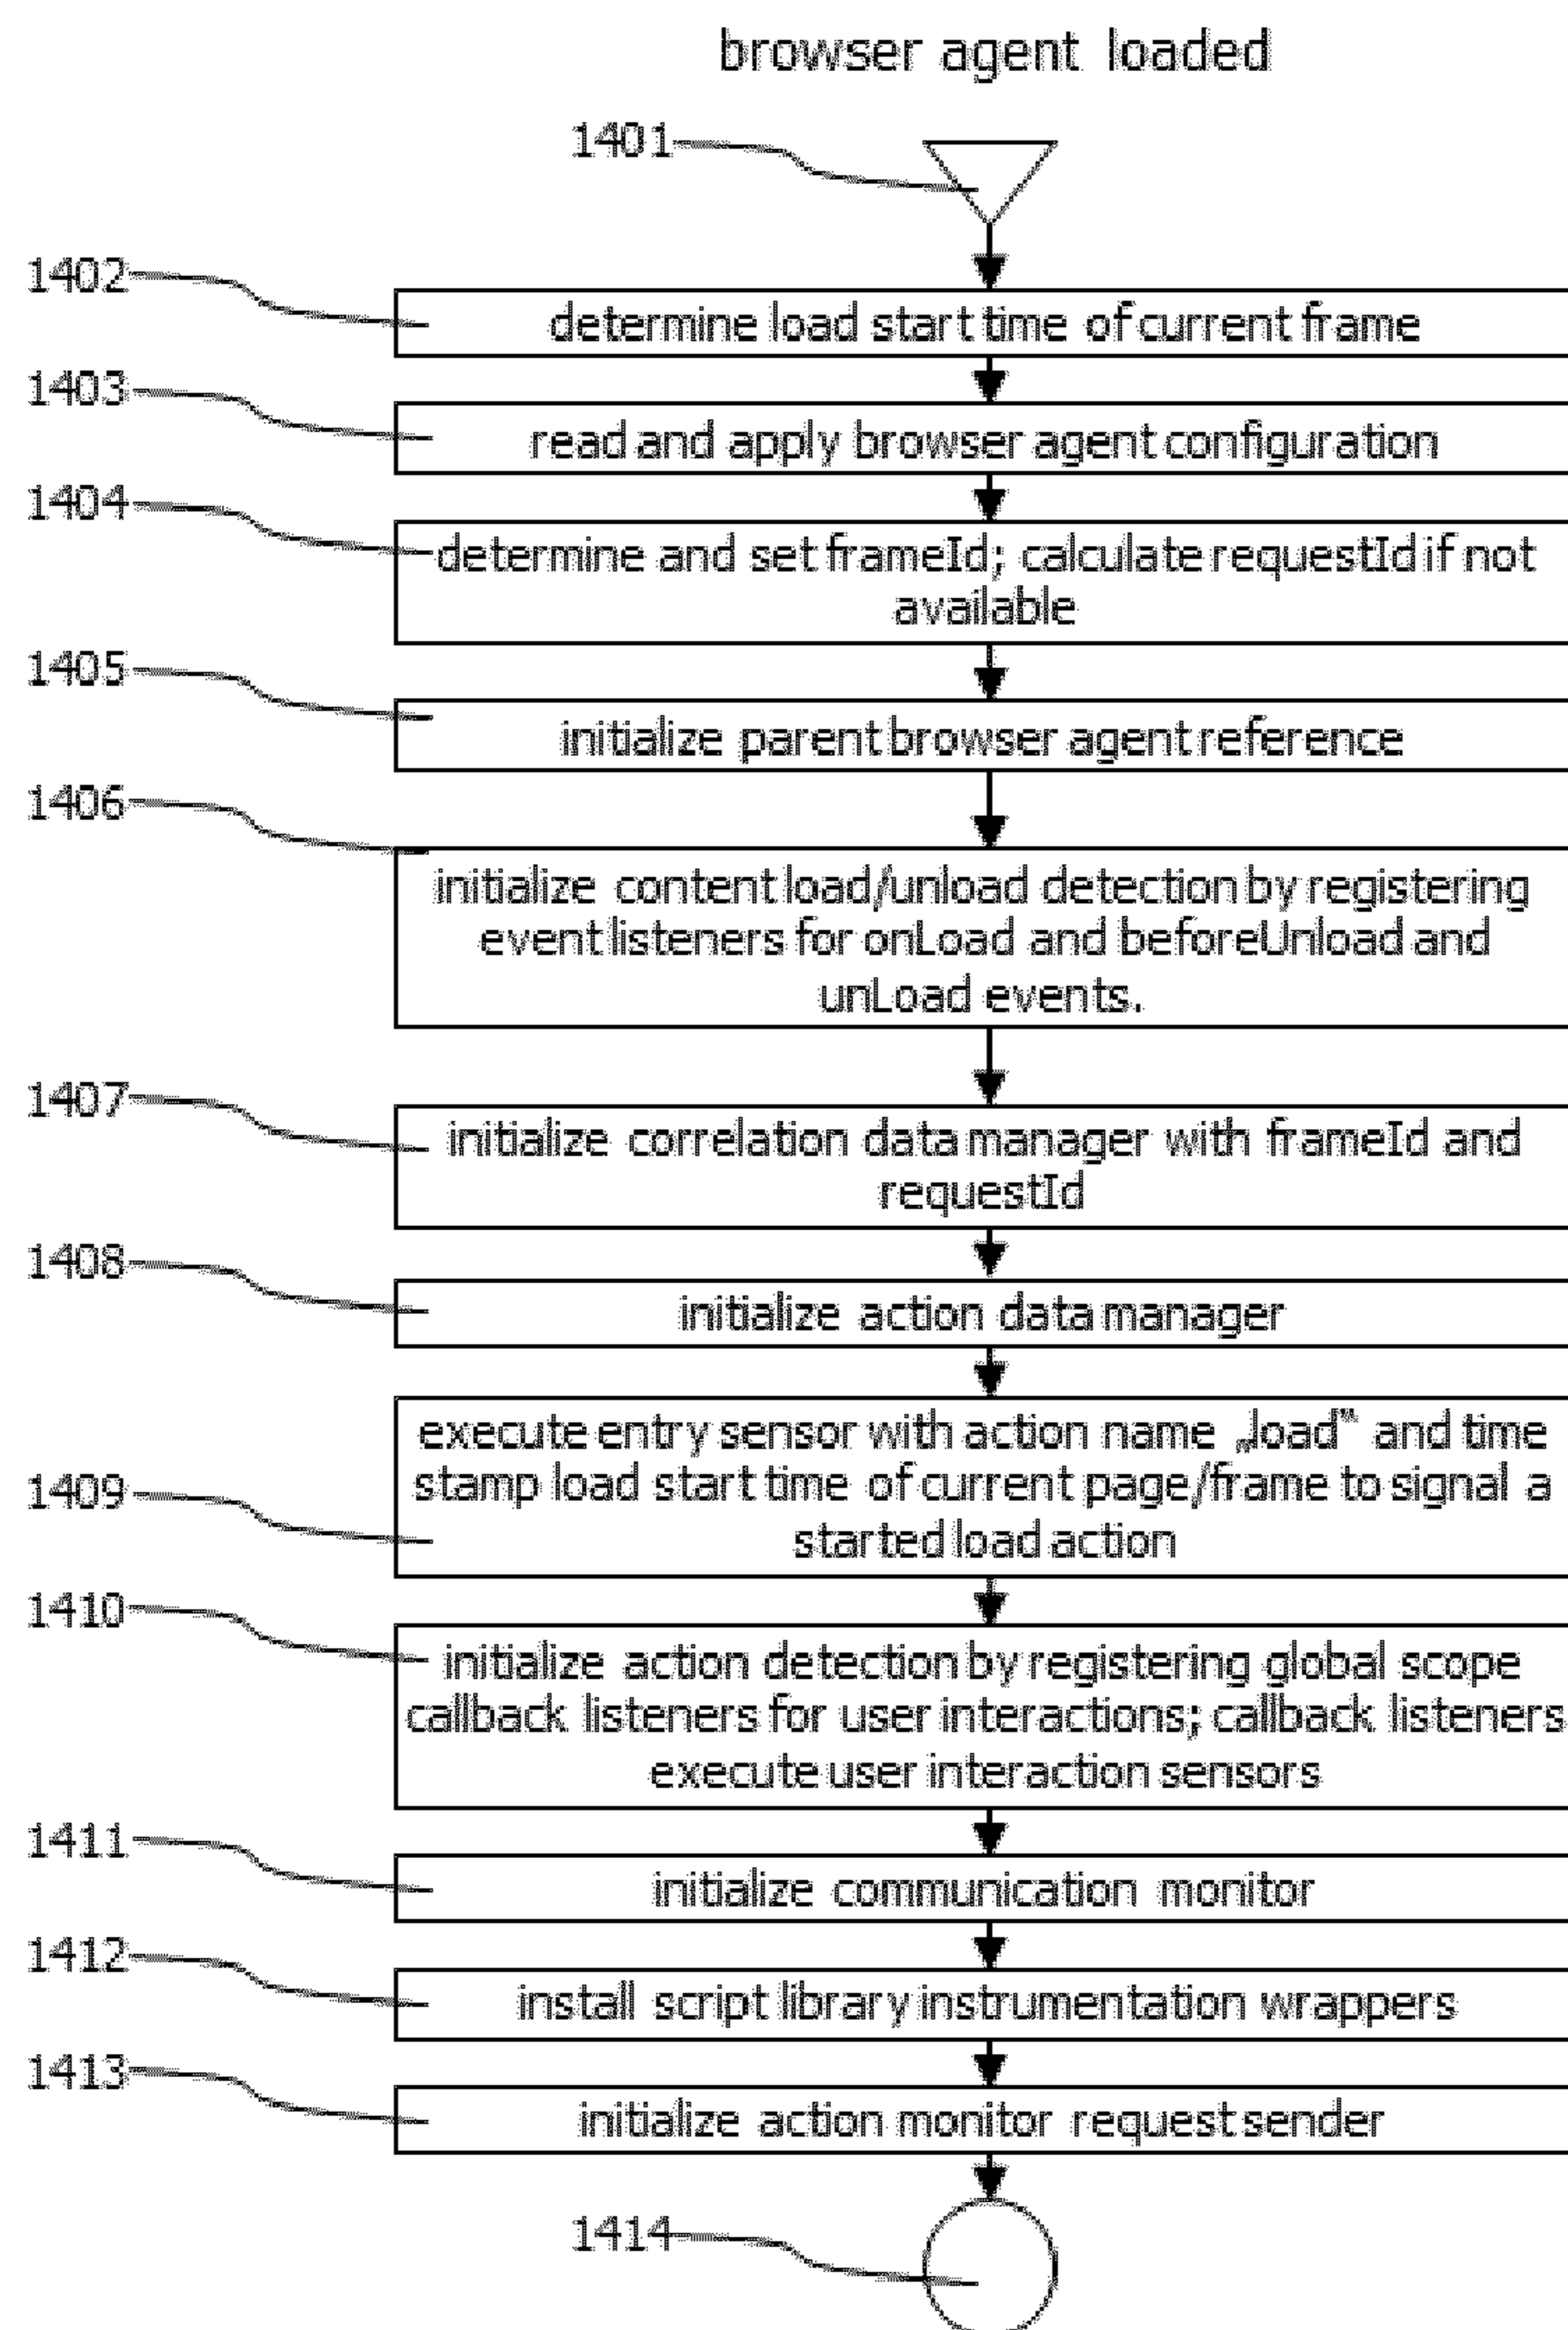 browser agent loaded
1401
1402
determine load start time of current frame
1403
read and apply browser agent configuration
1404
determine and set frameId; calculate requestId if not
available
1405
initialize parent browser agent reference
1406
initialize content load/unload detection by registering
event listeners for onLoad and beforeUnload and
unLoad events.
1407
initialize correlation data manager with frameId and
requestId
1408
initialize action data manager
1409
execute entry sensor with action name „load" and time
stamp load start time of current page/frame to signal a
started load action
1410
initialize action detection by registering global scope
callback listeners for user interactions; callback listeners
execute user interaction sensors
1411
initialize communication monitor
1412
install script library instrumentation wrappers
1413
initialize action monitor request sender
1414